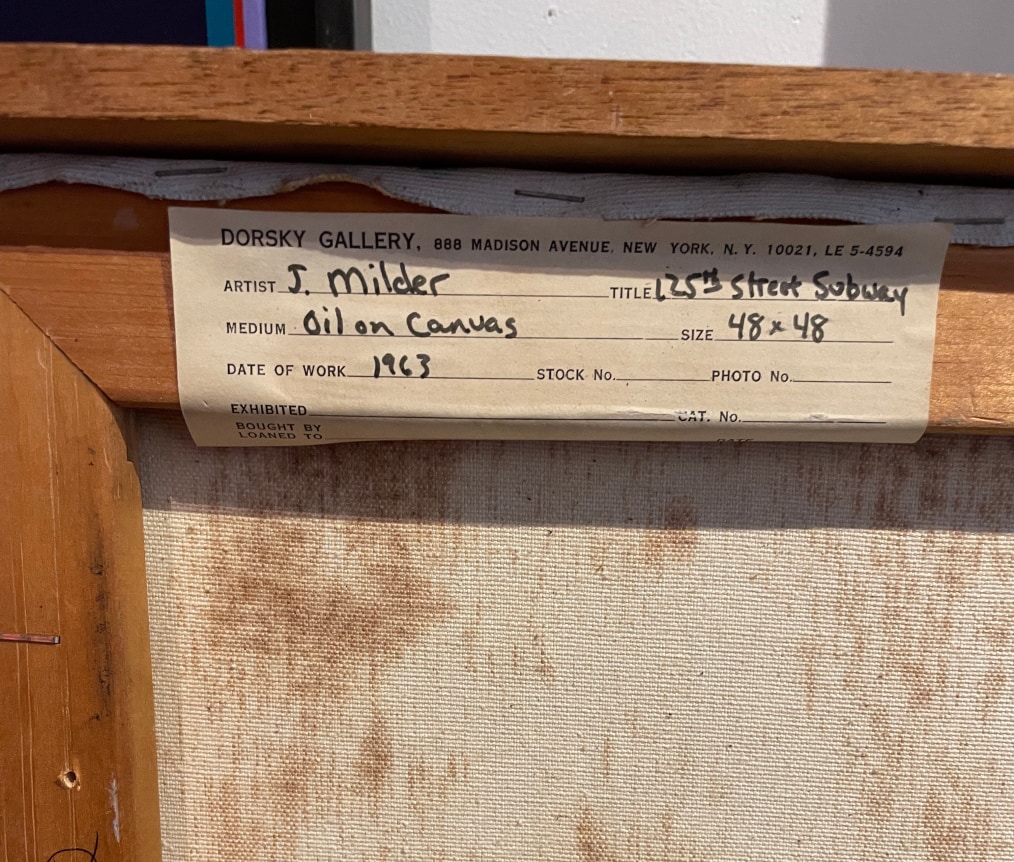 DORSKY GALLERY, 888 MADISON AVENUE, NEW YORK, N.Y. 10021, LE 5-4594
ARTIST J. Milder TITLE 125th Street Subway
MEDIUM Oil on Canvas SIZE 48 x 48
DATE OF WORK 1963 STOCK No. PHOTO No.
EXHIBITED CAT. No.
BOUGHT BY
LOANED TO DATE